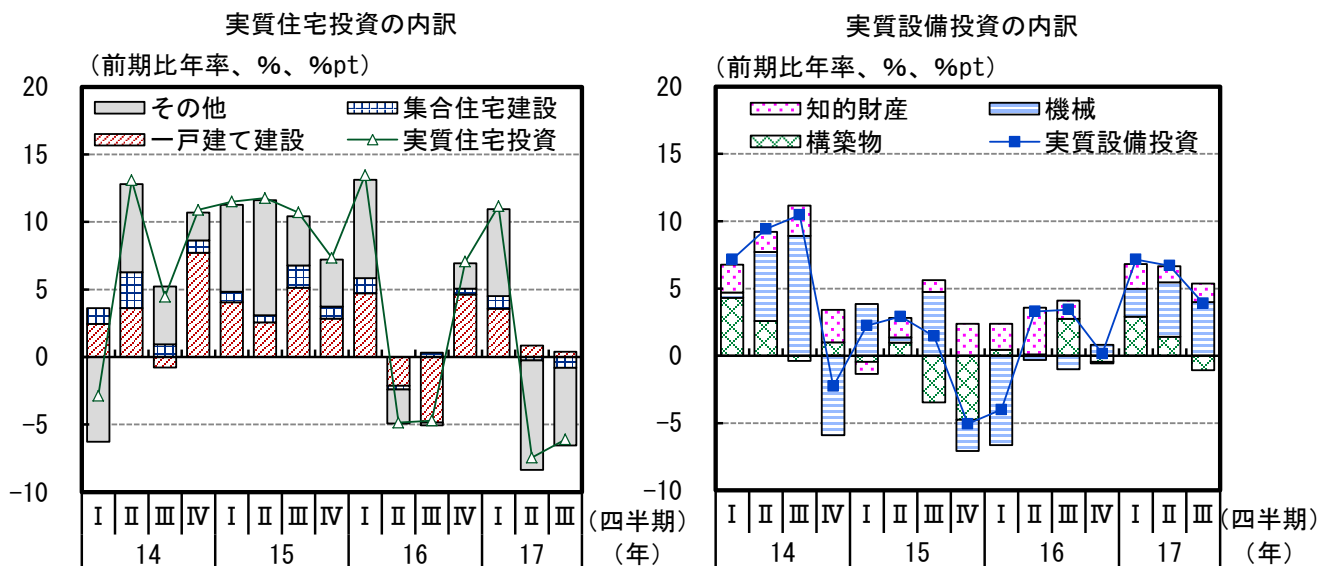 実質住宅投資の内訳
(前期比年率、%、%pt)
20
15
10
5
0
-5
-10
その他
集合住宅建設
一戸建て建設
実質住宅投資
Ⅰ Ⅱ Ⅲ Ⅳ Ⅰ Ⅱ Ⅲ Ⅳ Ⅰ Ⅱ Ⅲ Ⅳ Ⅰ Ⅱ Ⅲ (四半期)
14 15 16 17 (年)
実質設備投資の内訳
(前期比年率、%、%pt)
20
15
10
5
0
-5
-10
知的財産
機械
構築物
実質設備投資
Ⅰ Ⅱ Ⅲ Ⅳ Ⅰ Ⅱ Ⅲ Ⅳ Ⅰ Ⅱ Ⅲ Ⅳ Ⅰ Ⅱ Ⅲ (四半期)
14 15 16 17 (年)